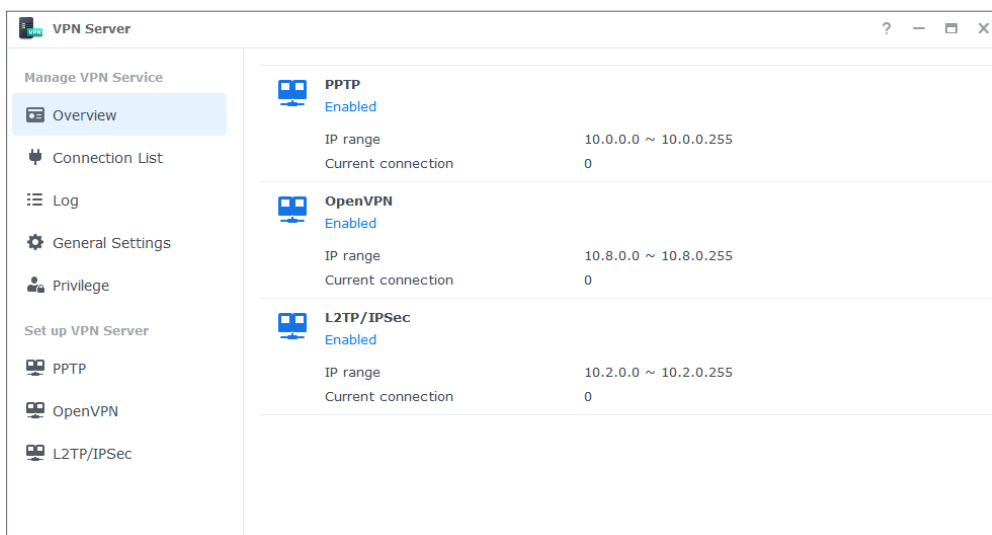 VPN Server
?
Manage VPN Service
Overview
Connection List
Log
General Settings
Privilege
Set up VPN Server
PPTP
OpenVPN
L2TP/IPSec
PPTP
Enabled
IP range 10.0.0.0 ~ 10.0.0.255
Current connection 0
OpenVPN
Enabled
IP range 10.8.0.0 ~ 10.8.0.255
Current connection 0
L2TP/IPSec
Enabled
IP range 10.2.0.0 ~ 10.2.0.255
Current connection 0